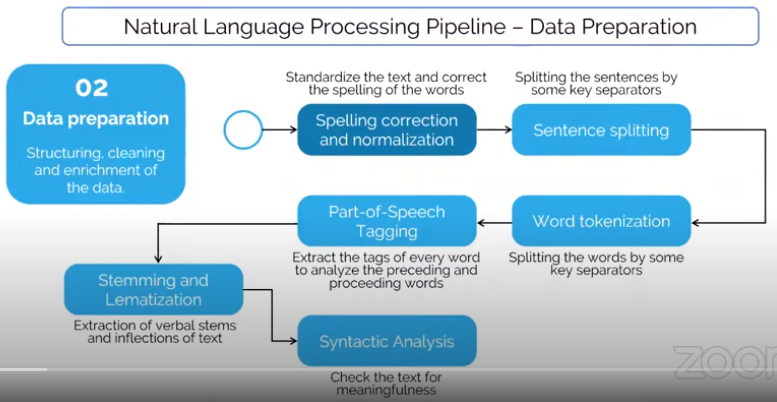 Natural Language Processing Pipeline – Data Preparation
02
Data preparation
Structuring, cleaning
and enrichment of
the data.
Standardize the text and correct
the spelling of the words
Spelling correction
and normalization
Splitting the sentences by
some key separators
Sentence splitting
Word tokenization
Splitting the words by some
key separators
Part-of-Speech
Tagging
Extract the tags of every word
to analyze the preceding and
proceeding words
Stemming and
Lematization
Extraction of verbal stems
and inflections of text
Syntactic Analysis
Check the text for
meaningfulness
zoom